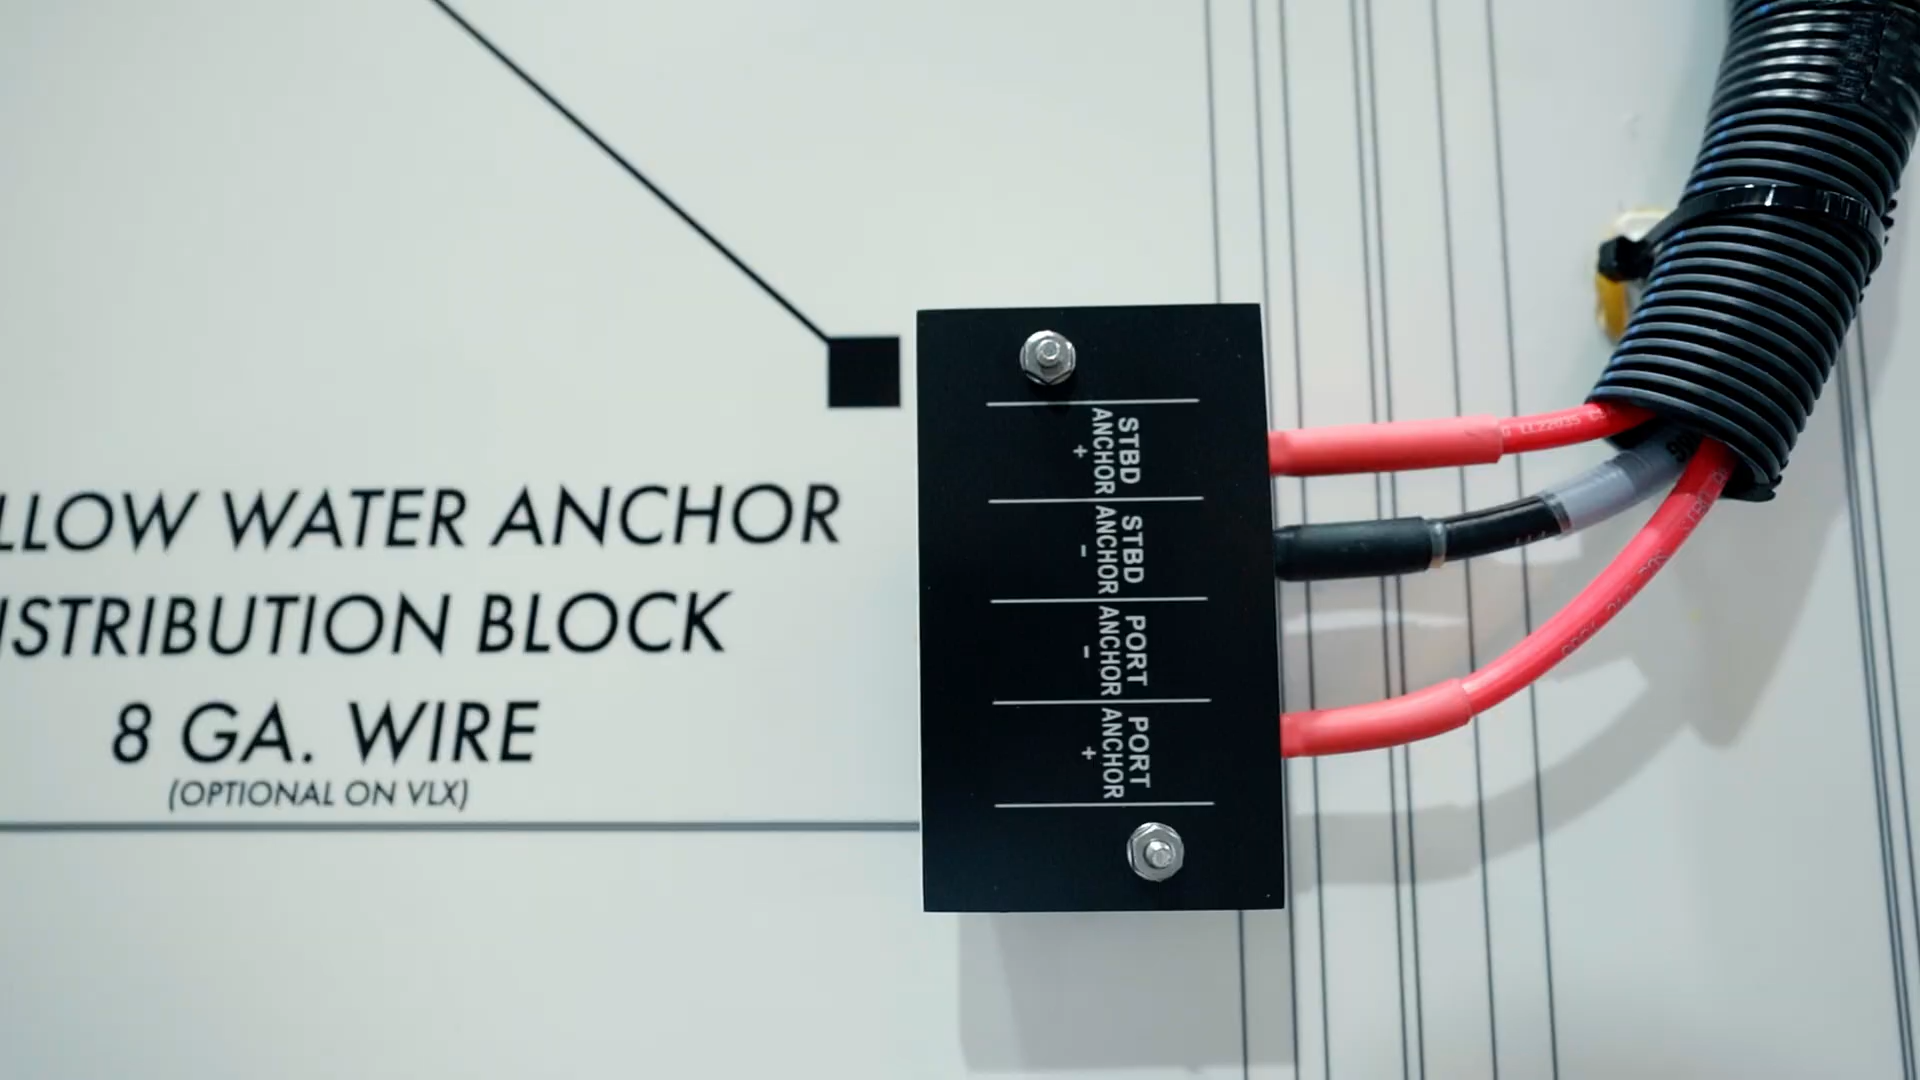 LLOW WATER ANCHOR
ISTRIBUTION BLOCK
8 GA. WIRE
(OPTIONAL ON VLX)
STBD
ANCHOR
+
STBD
ANCHOR
-
PORT
ANCHOR
-
PORT
ANCHOR
+